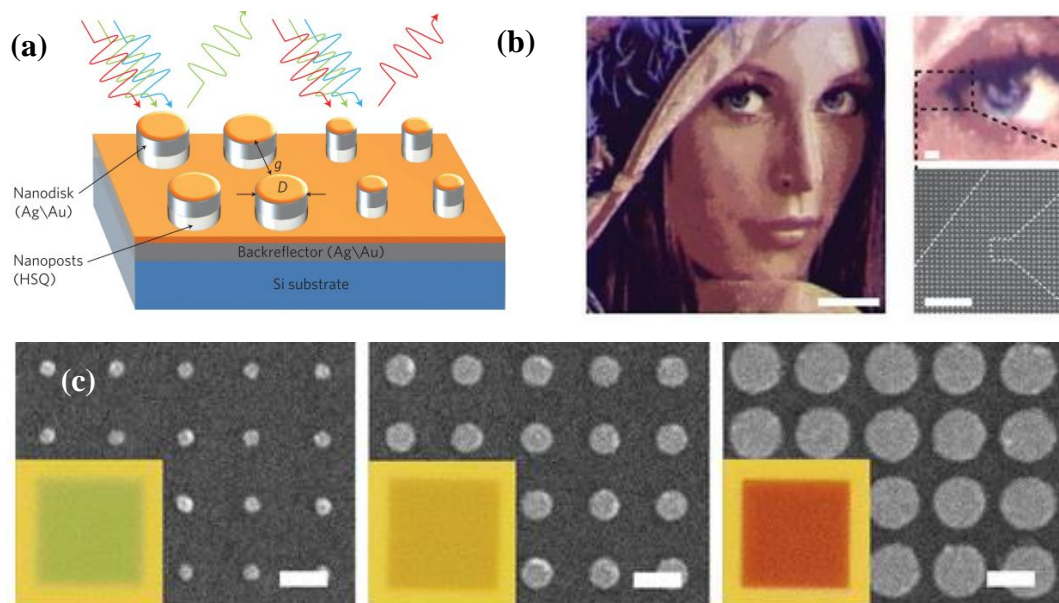 (a)
g
D
Nanodisk
(Ag\Au)
Nanoposts
(HSQ)
Backreflector (Ag\Au)
Si substrate
(b)
(c)